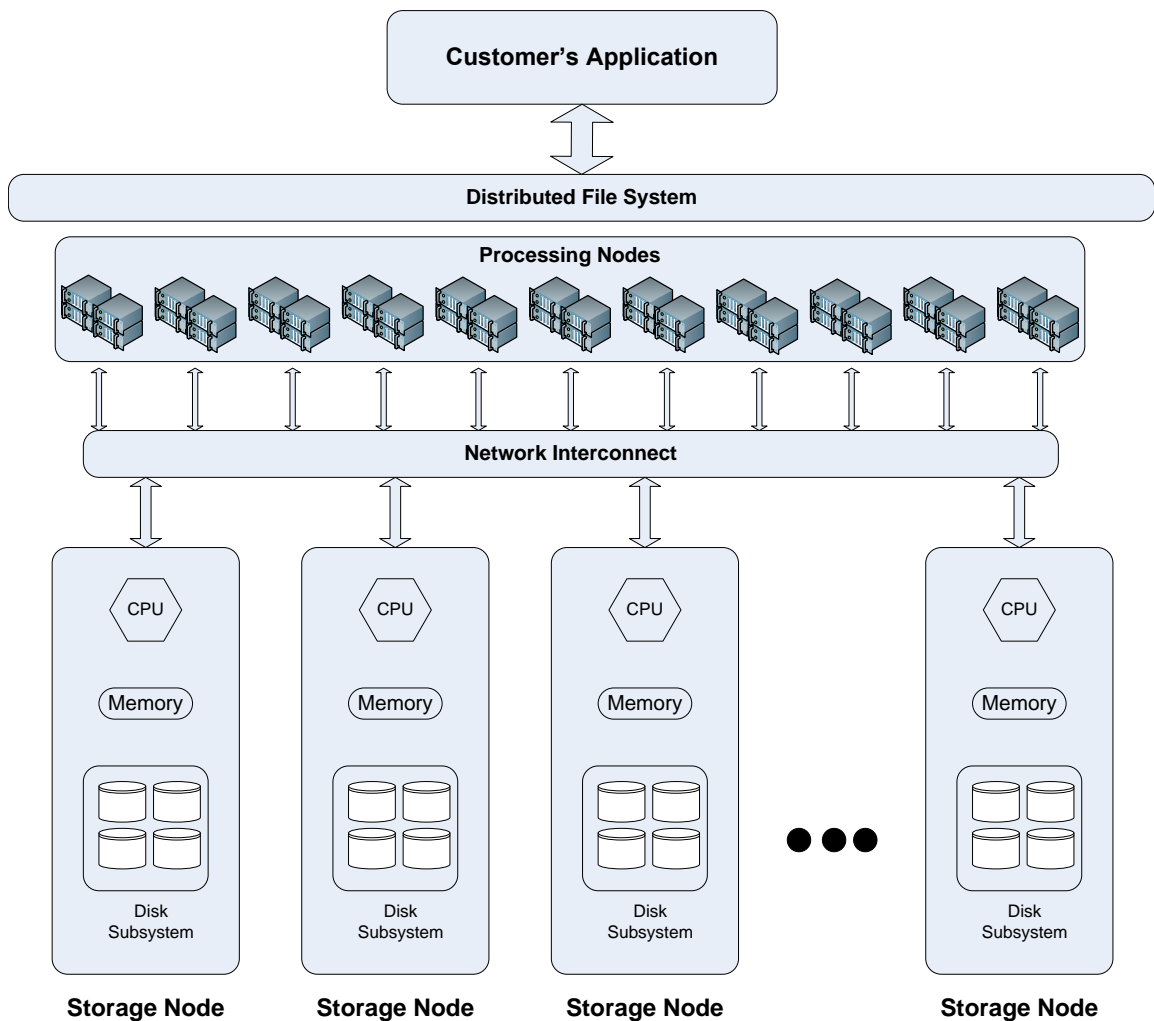 Customer's Application
Distributed File System
Processing Nodes
Network Interconnect
CPU
CPU
CPU
CPU
Memory
Memory
Memory
Memory
Disk
Subsystem
Disk
Subsystem
Disk
Subsystem
Disk
Subsystem
Storage Node
Storage Node
Storage Node
Storage Node